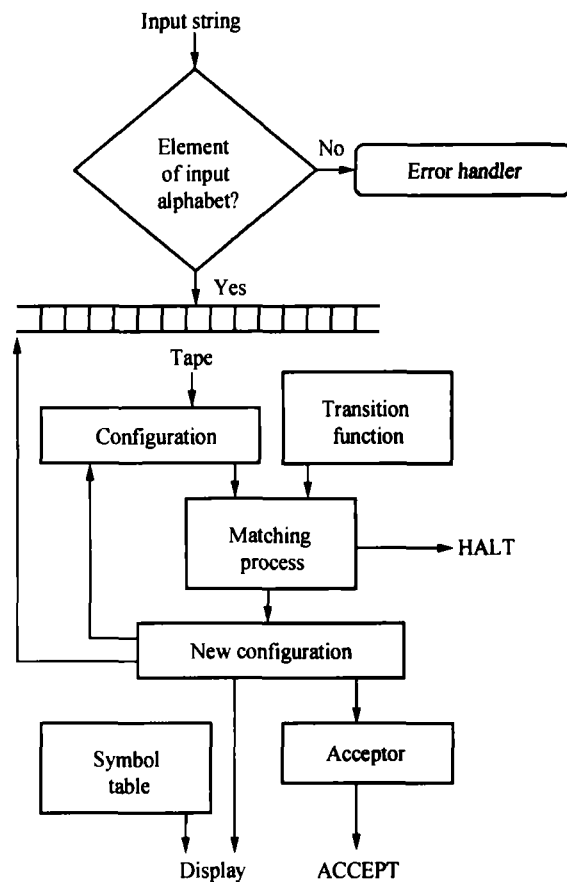 Input string
Element
of input
alphabet?
No
Error handler
Yes
Tape
Configuration
Transition
function
Matching
process
HALT
New configuration
Symbol
table
Acceptor
Display
ACCEPT